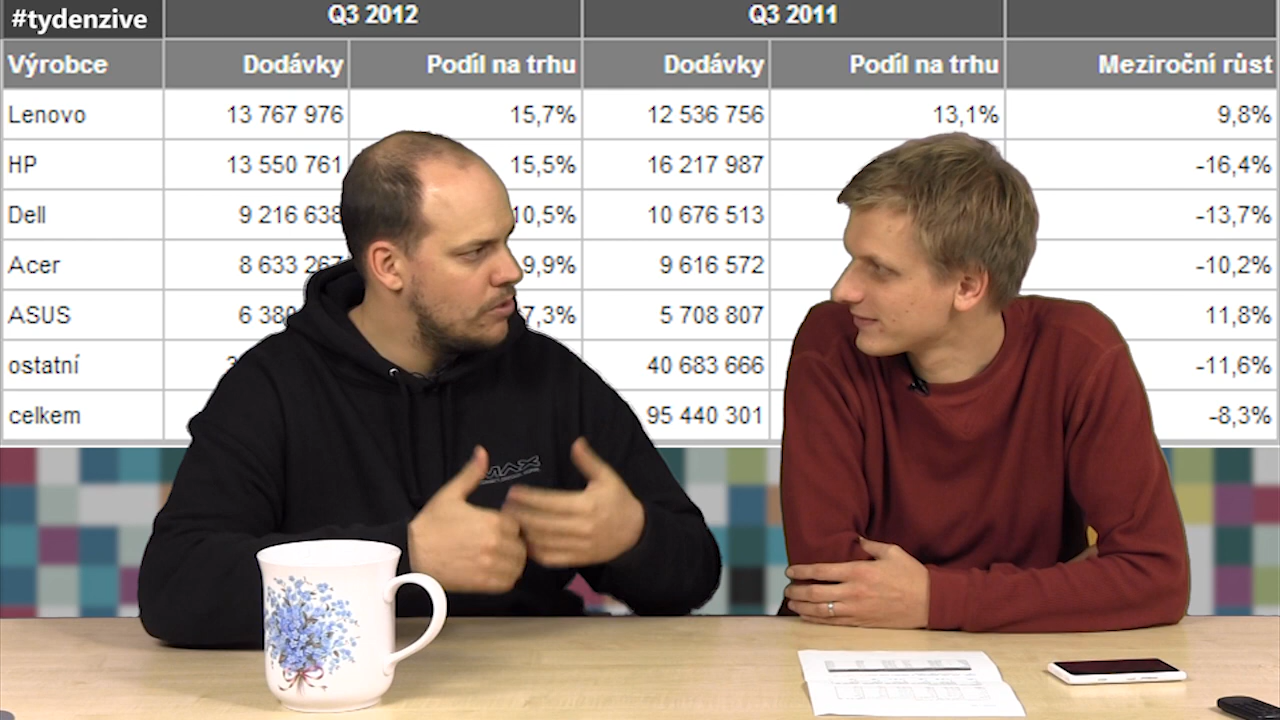 #tydenzive Q3 2012 Q3 2011
Výrobce Dodávky Podíl na trhu Dodávky Podíl na trhu Meziroční růst
Lenovo 13 767 976 15,7% 12 536 756 13,1% 9,8%
HP 13 550 761 15,5% 16 217 987 -16,4%
Dell 9 216 638 10,5% 10 676 513 -13,7%
Acer 8 633 267 9,9% 9 616 572 -10,2%
ASUS 6 380 7,3% 5 708 807 11,8%
ostatní 40 683 666 -11,6%
celkem 95 440 301 -8,3%